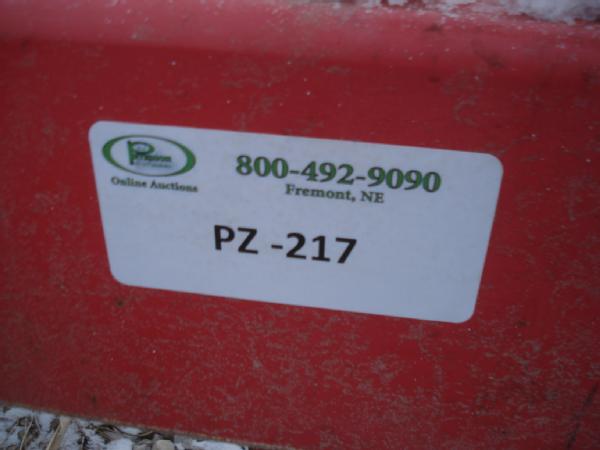 Online Auctions
800-492-9090
Fremont, NE
PZ -217